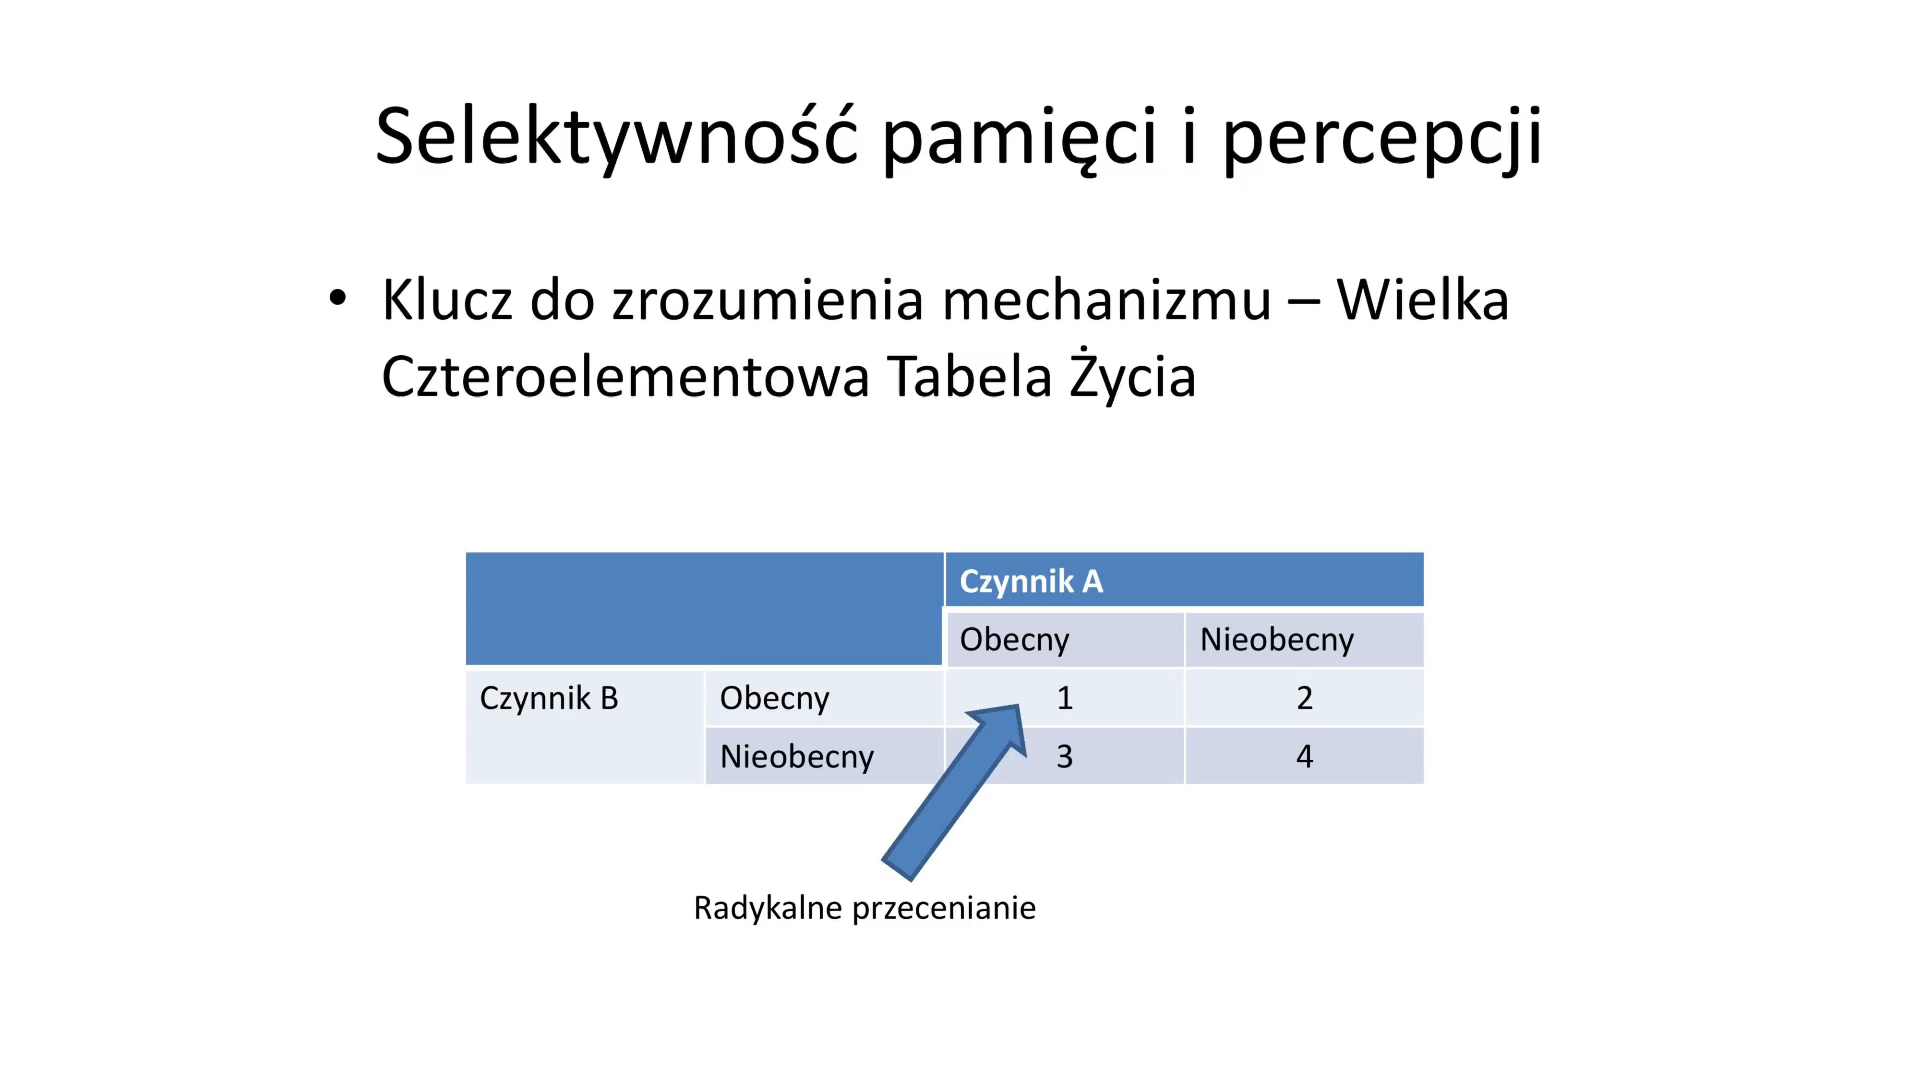 Selektywność pamięci i percepcji
• Klucz do zrozumienia mechanizmu – Wielka
Czteroelementowa Tabela Życia
Czynnik A
Obecny Nieobecny
Czynnik B Obecny 1 2
Nieobecny 3 4
Radykalne przecenianie